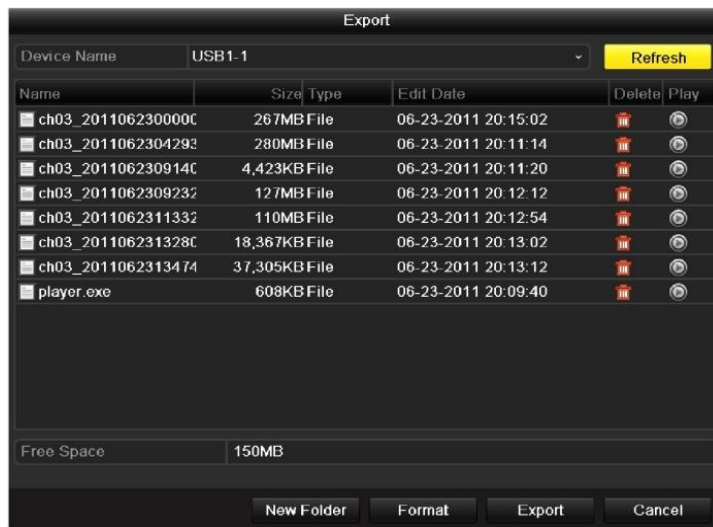 Export
Device Name USB1-1 Refresh
Name Size Type Edit Date Delete Play
ch03_2011062300000 267MB File 06-23-2011 20:15:02
ch03_2011062304293 280MB File 06-23-2011 20:11:14
ch03_201106230914 4,423KB File 06-23-2011 20:11:20
ch03_2011062309232 127MB File 06-23-2011 20:12:12
ch03_2011062311332 110MB File 06-23-2011 20:12:54
ch03_201106231328 18,367KB File 06-23-2011 20:13:02
ch03_2011062313474 37,305KB File 06-23-2011 20:13:12
player.exe 608KB File 06-23-2011 20:09:40
Free Space 150MB
New Folder Format Export Cancel